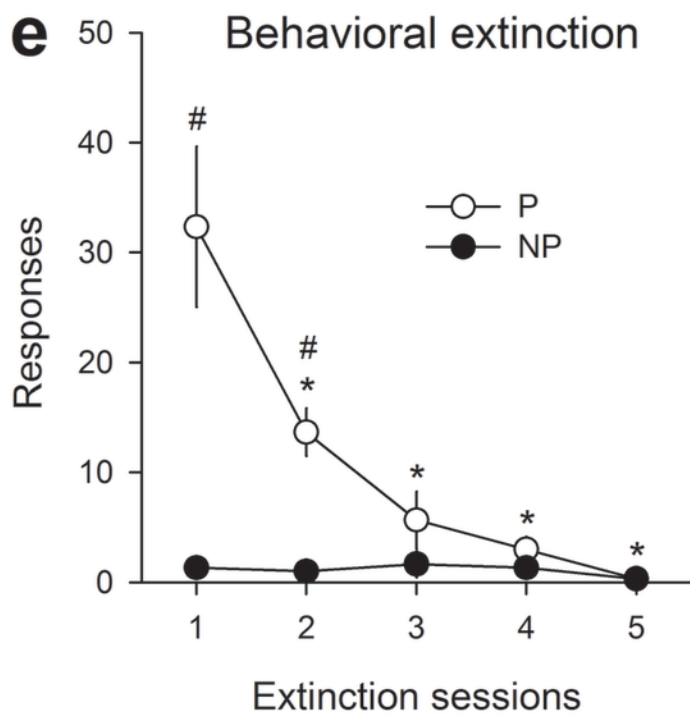 e
Behavioral extinction
50
40
30
20
10
0
Responses
#
#
*
*
*
*
P
NP
1 2 3 4 5
Extinction sessions